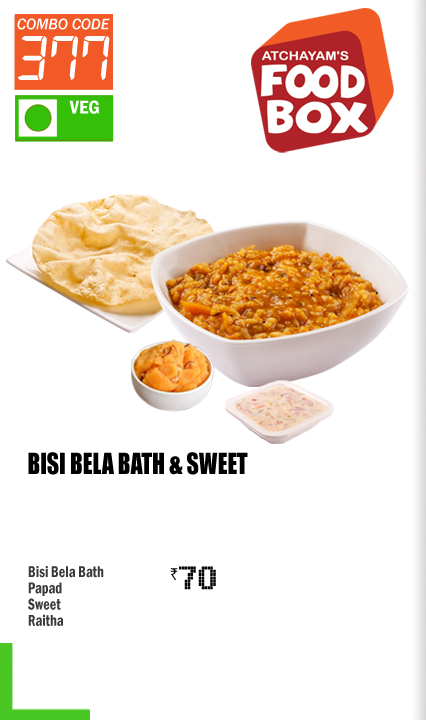 COMBO CODE
377
VEG
ATCHAYAM'S
FOOD
BOX
BISI BELA BATH & SWEET
Bisi Bela Bath
₹70
Papad
Sweet
Raitha